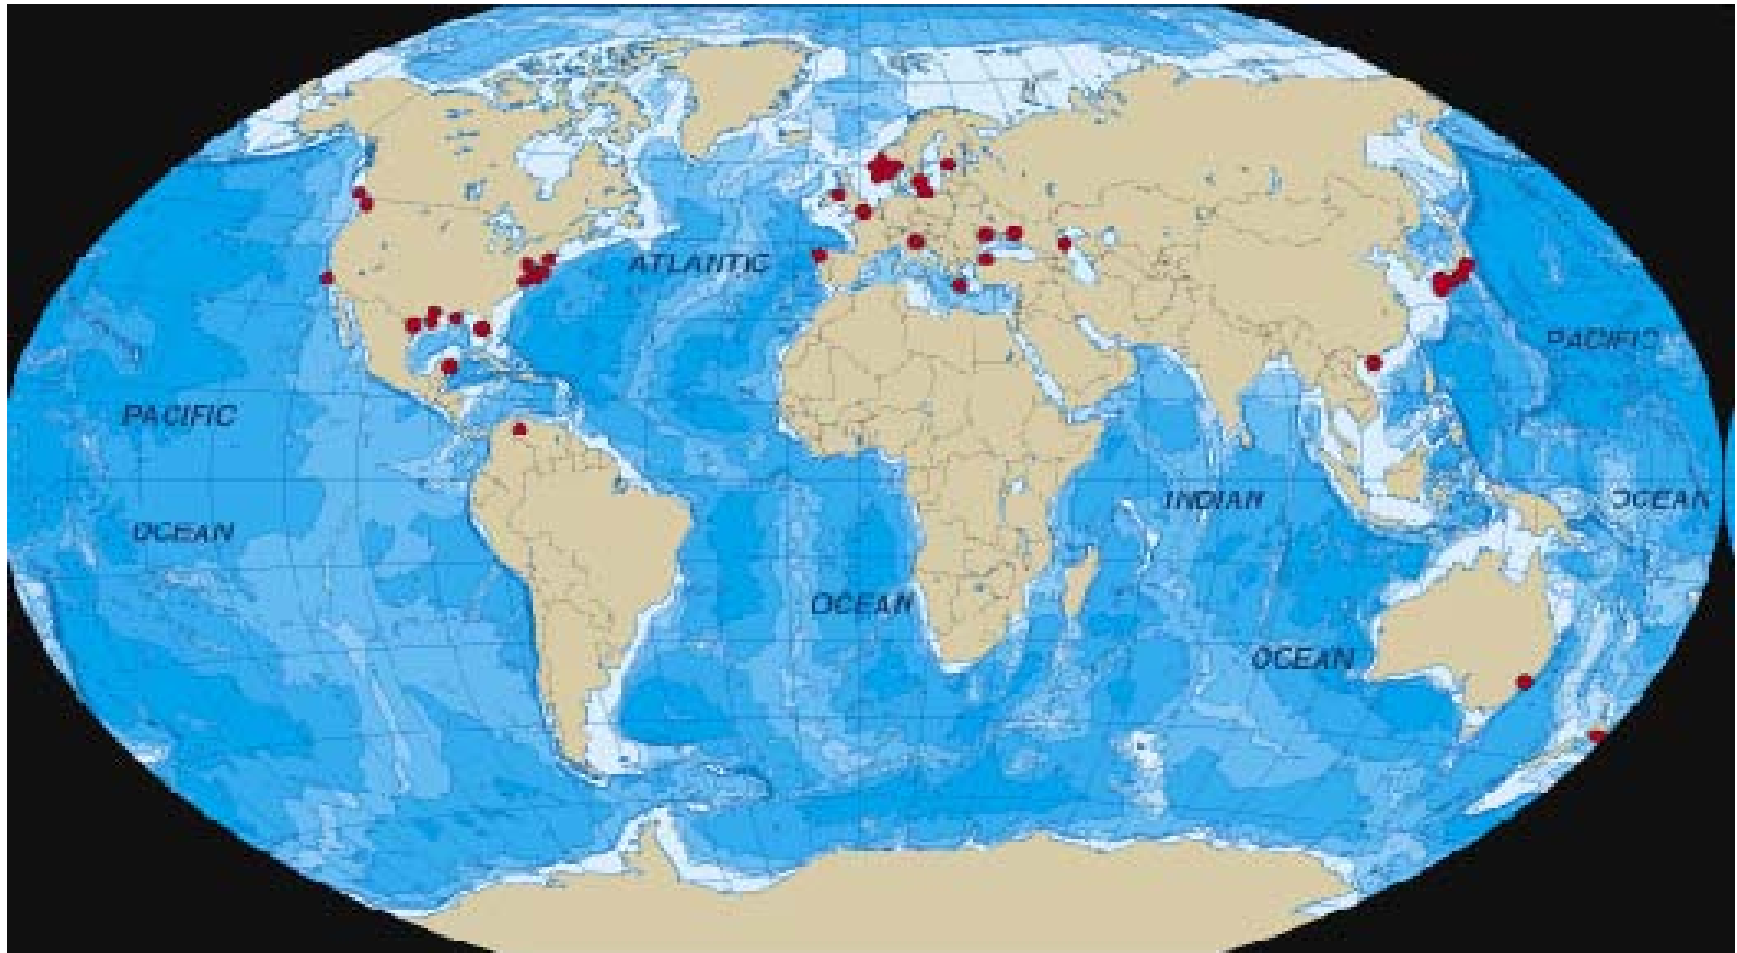 ATLANTIC
PACIFIC
PACIFIC
INDIAN
OCEAN
OCEAN
OCEAN
OCEAN